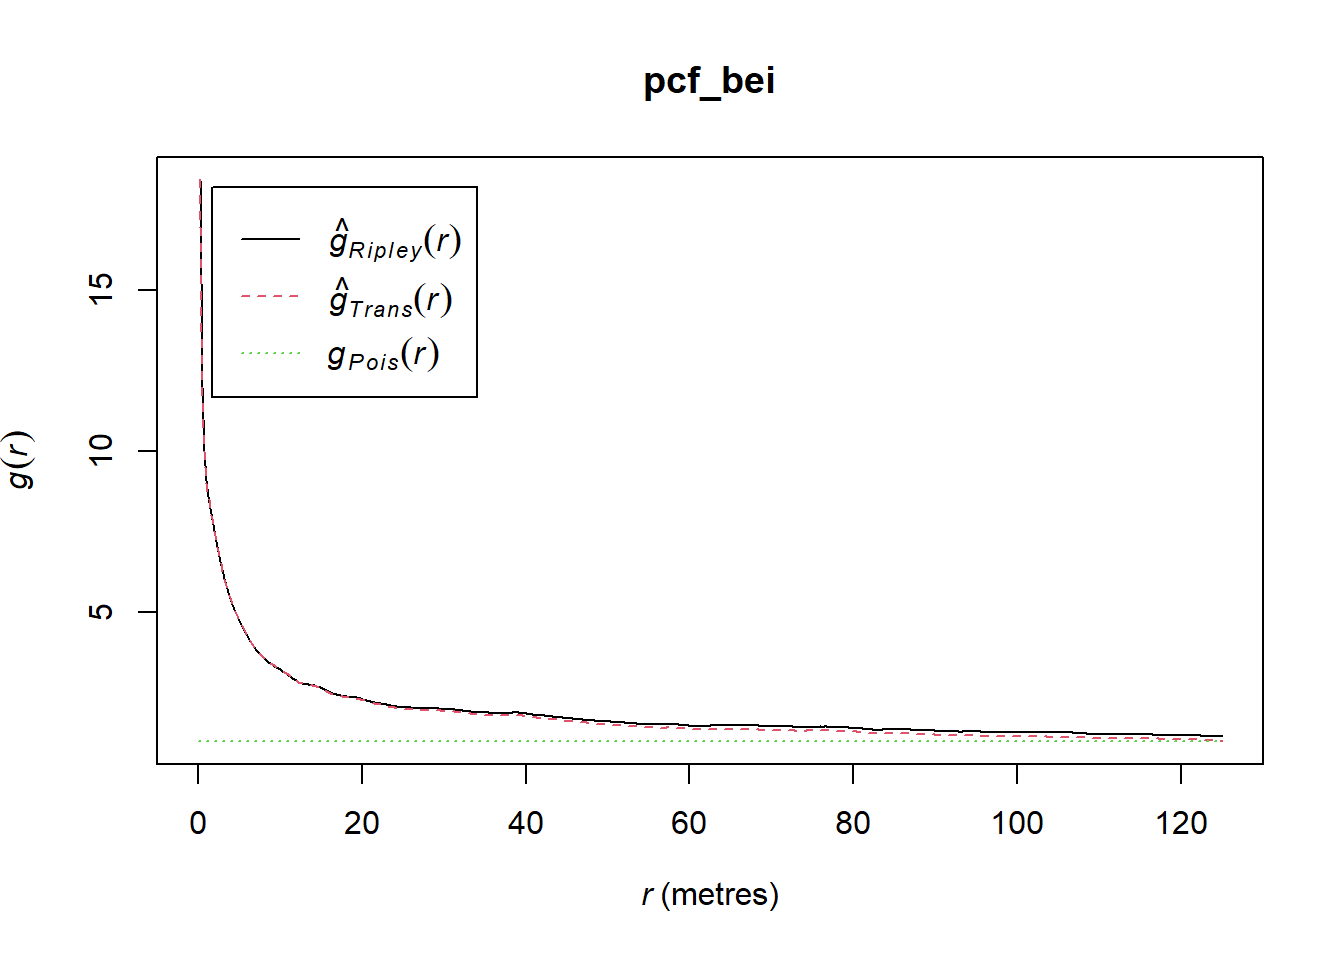 pcf_bei
ĝRipley(r)
ĝTrans(r)
gPois(r)
g(r)
15
10
5
0 20 40 60 80 100 120
r (metres)